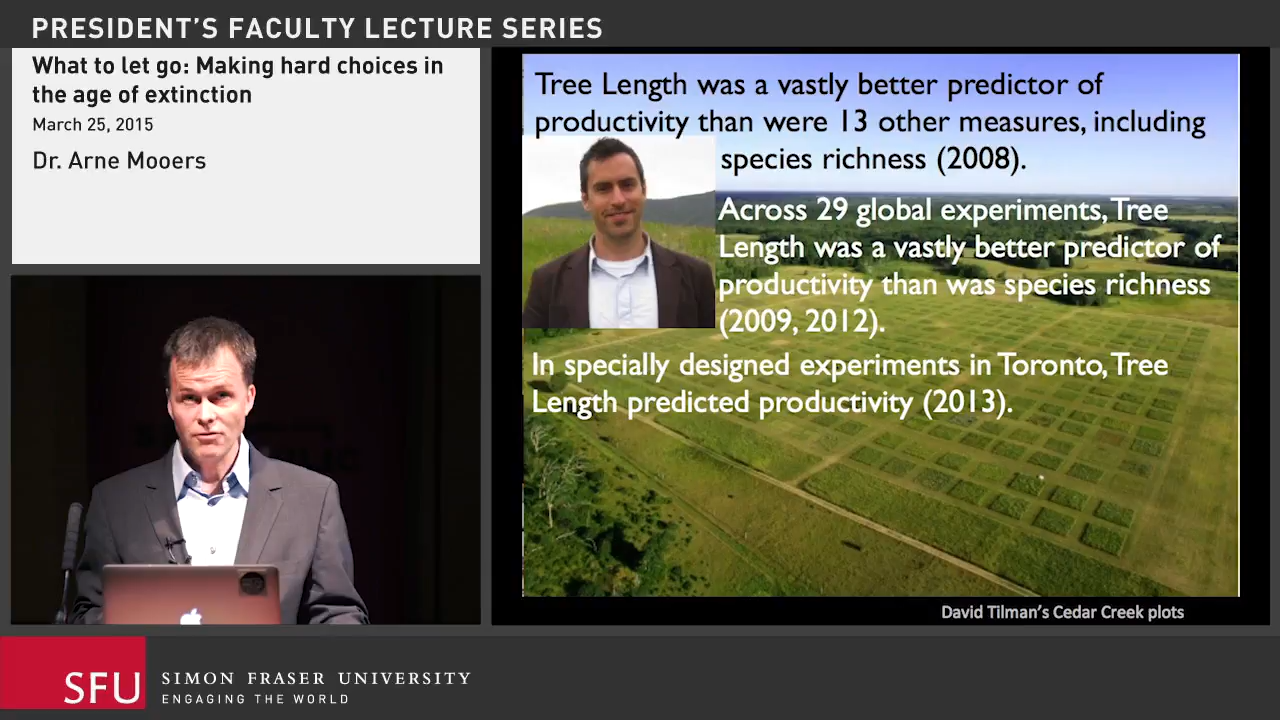 PRESIDENT'S FACULTY LECTURE SERIES
What to let go: Making hard choices in
the age of extinction
March 25, 2015
Dr. Arne Mooers
Tree Length was a vastly better predictor of
productivity than were 13 other measures, including
species richness (2008).
Across 29 global experiments, Tree
Length was a vastly better predictor of
productivity than was species richness
(2009, 2012).
In specially designed experiments in Toronto, Tree
Length predicted productivity (2013).
David Tilman's Cedar Creek plots
SFU
SIMON FRASER UNIVERSITY
ENGAGING THE WORLD